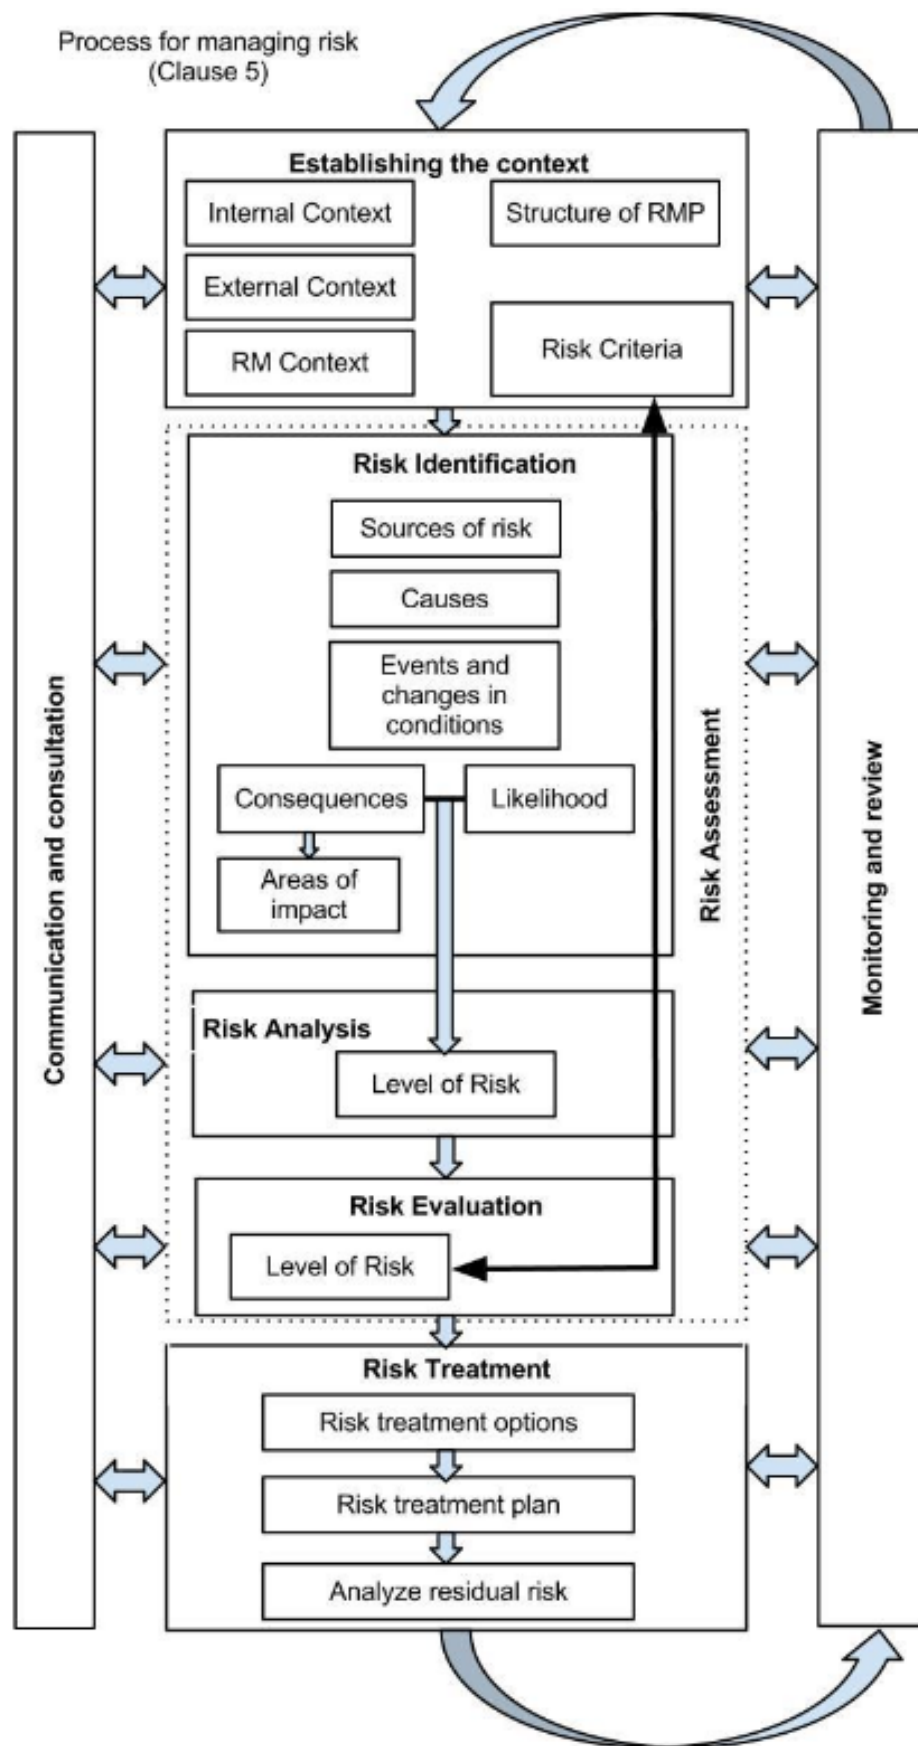 Process for managing risk
(Clause 5)
Establishing the context
Internal Context
Structure of RMP
External Context
Risk Criteria
RM Context
Risk Identification
Sources of risk
Causes
Events and
changes in
conditions
Consequences
Likelihood
Areas of
impact
Risk Analysis
Level of Risk
Risk Evaluation
Level of Risk
Risk Treatment
Risk treatment options
Risk treatment plan
Analyze residual risk
Communication and consultation
Risk Assessment
Monitoring and review